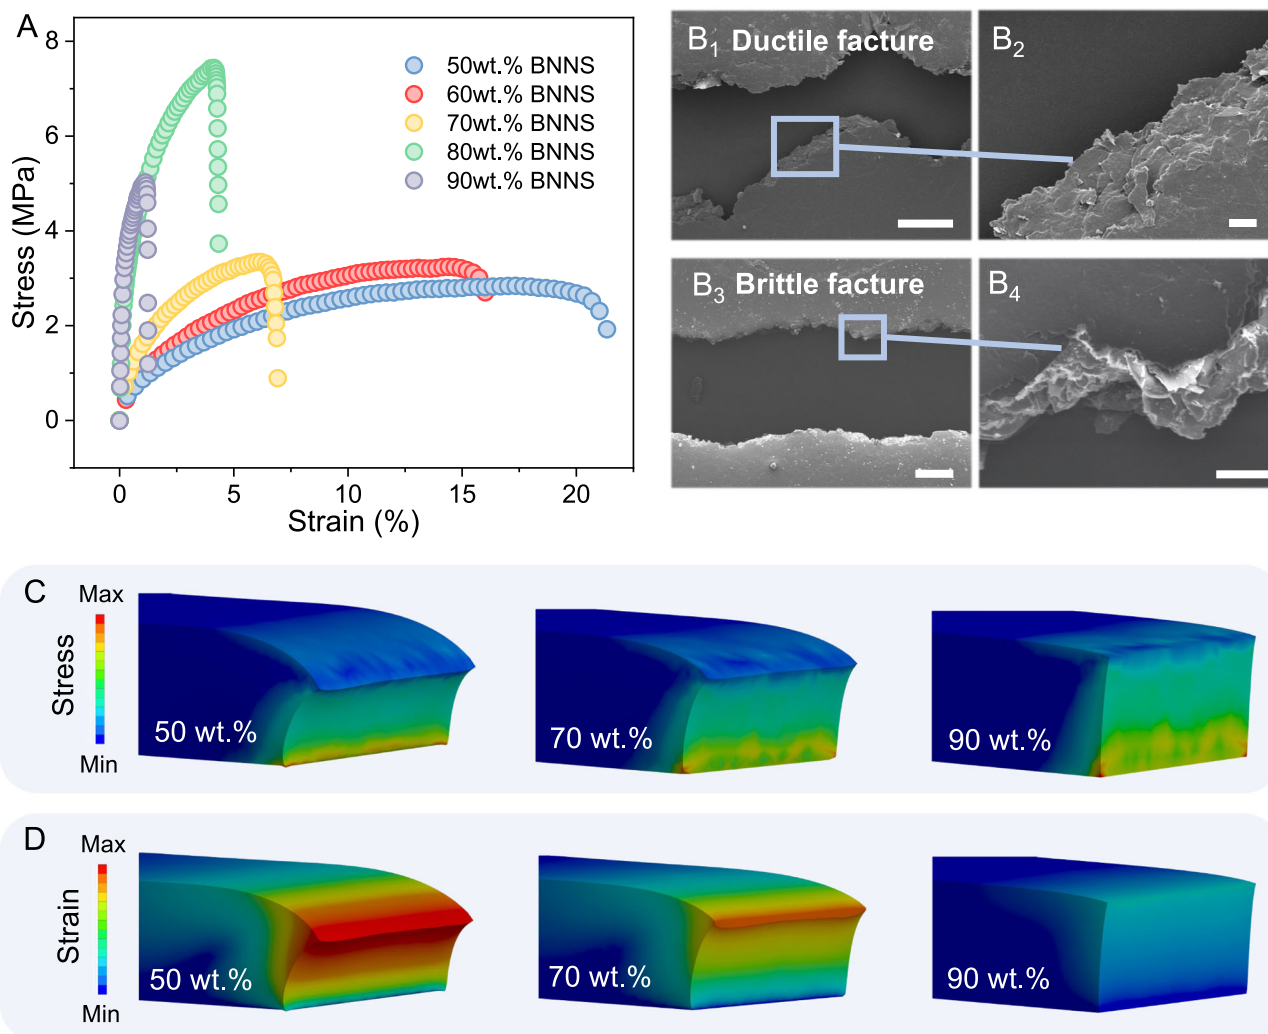 A
8
6
4
2
0
Stress (MPa)
50wt.% BNNS
60wt.% BNNS
70wt.% BNNS
80wt.% BNNS
90wt.% BNNS
0 5 10 15 20
Strain (%)
B1 Ductile facture
B2
B3 Brittle facture
B4
C
Max
Stress
Min
50 wt.%
70 wt.%
90 wt.%
D
Max
Strain
Min
50 wt.%
70 wt.%
90 wt.%